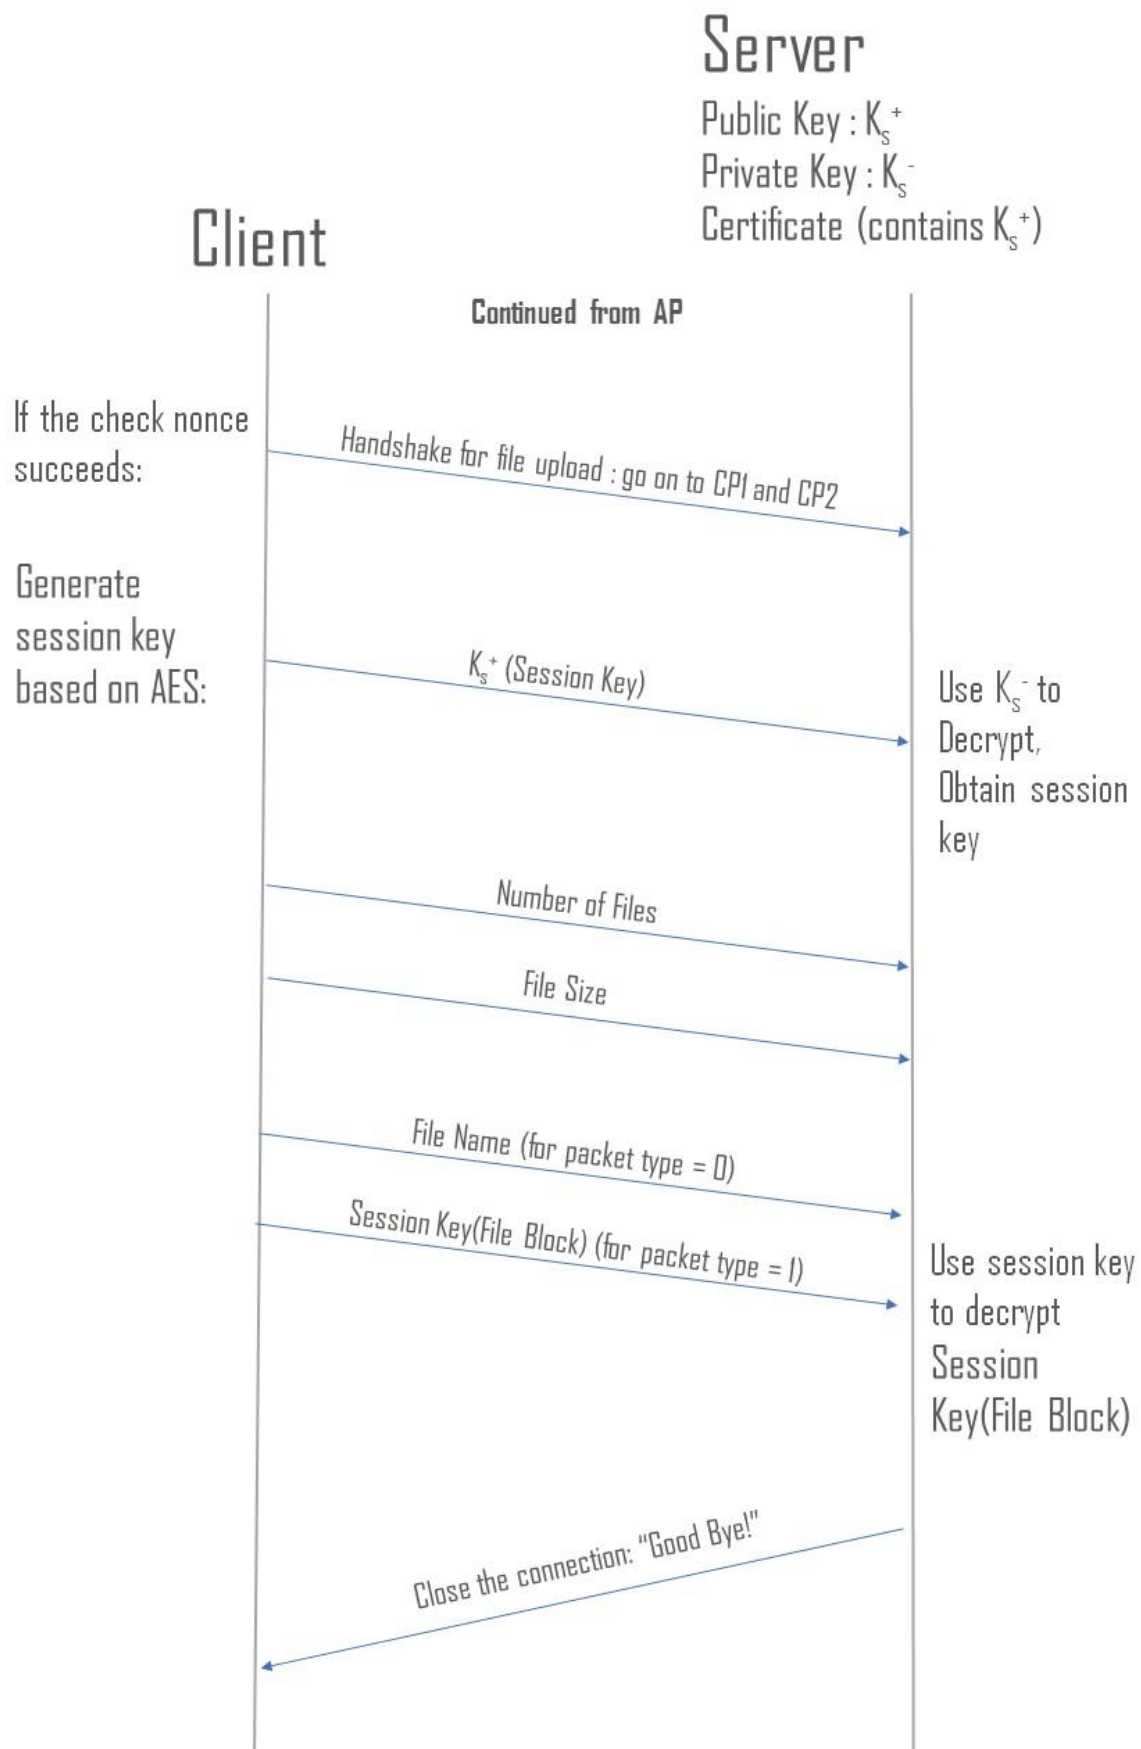 Server
Public Key : Kₛ⁺
Private Key : Kₛ⁻
Certificate (contains Kₛ⁺)
Client
Continued from AP
If the check nonce
succeeds:
Handshake for file upload : go on to CP1 and CP2
Generate
session key
based on AES:
Kₛ⁺ (Session Key)
Use Kₛ⁻ to
Decrypt,
Obtain session
key
Number of Files
File Size
File Name (for packet type = 0)
Session Key(File Block) (for packet type = 1)
Use session key
to decrypt
Session
Key(File Block)
Close the connection: “Good Bye!”